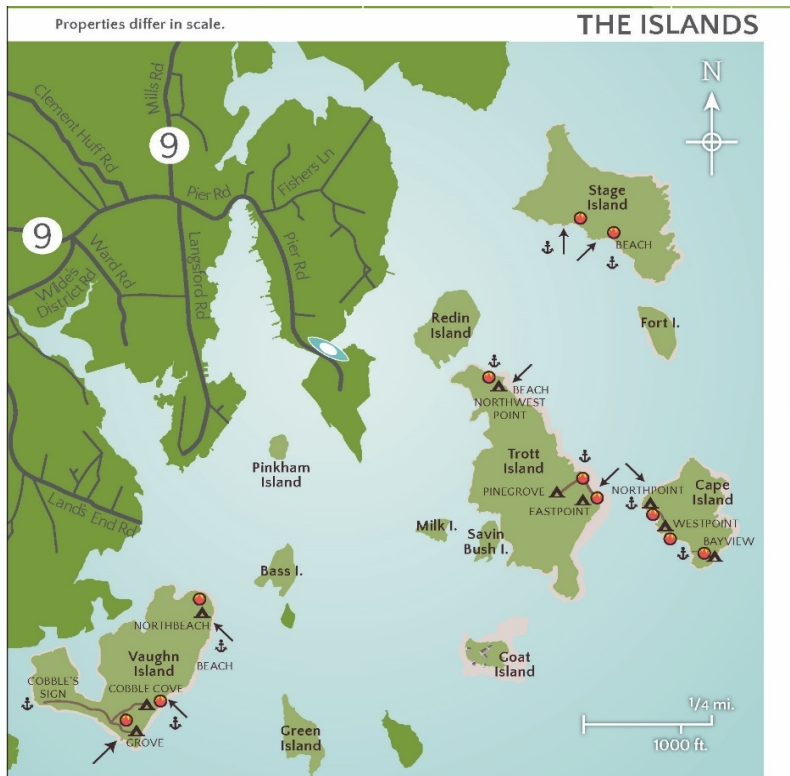 Properties differ in scale.
THE ISLANDS
N
Mills Rd
Clement Huff Rd
9
Pier Rd
Fishers Ln
Stage
Island
BEACH
9
Ward Rd
Wildes
District Rd
Langsford Rd
Pier Rd
Redin
Island
Fort I.
BEACH
NORTHWEST
POINT
Trott
Island
Pinkham
Island
PINEGROVE
EASTPOINT
NORTHPOINT
Cape
Island
WESTPOINT
BAYVIEW
Land's End Rd
Milk I.
Savin
Bush I.
Bass I.
NORTHBEACH
BEACH
Vaughn
Island
COBBLE'S
SIGN
COBBLE COVE
GROVE
Goat
Island
Green
Island
1/4 mi.
1000 ft.